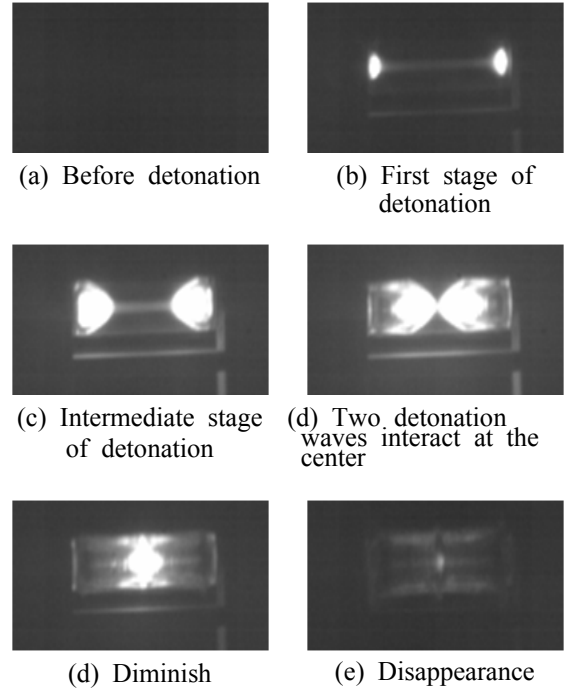 (a) Before detonation
(b) First stage of
detonation
(c) Intermediate stage
of detonation
(d) Two detonation
waves interact at the
center
(d) Diminish
(e) Disappearance